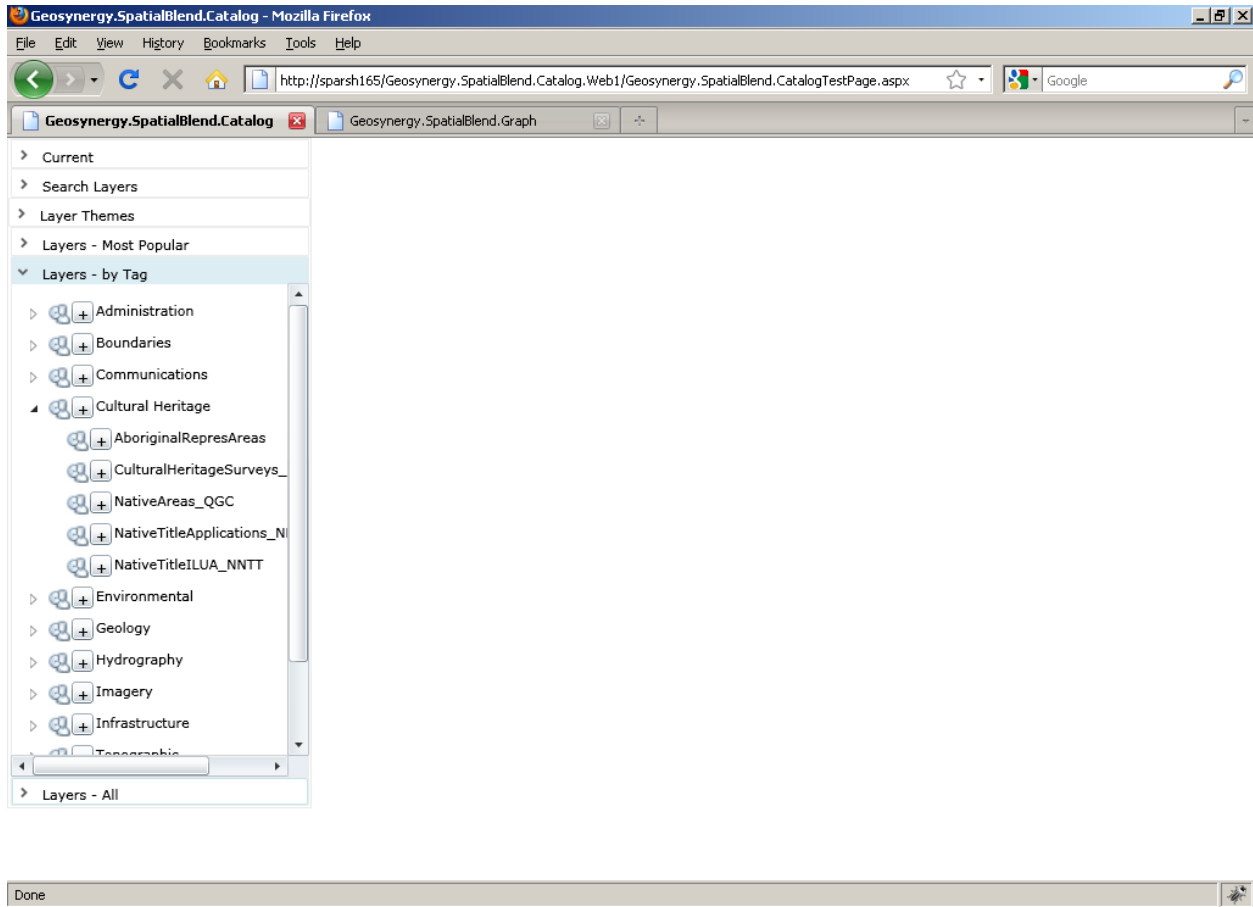 Geosynergy.SpatialBlend.Catalog - Mozilla Firefox
File Edit View History Bookmarks Tools Help
http://sparsh165/Geosynergy.SpatialBlend.Catalog.Web1/Geosynergy.SpatialBlend.CatalogTestPage.aspx Google
Geosynergy.SpatialBlend.Catalog Geosynergy.SpatialBlend.Graph
Current
Search Layers
Layer Themes
Layers - Most Popular
Layers - by Tag
+ Administration
+ Boundaries
+ Communications
+ Cultural Heritage
+ AboriginalRepresAreas
+ CulturalHeritageSurveys_
+ NativeAreas_QGC
+ NativeTitleApplications_NI
+ NativeTitleILUA_NNTT
+ Environmental
+ Geology
+ Hydrography
+ Imagery
+ Infrastructure
Topographic
Layers - All
Done